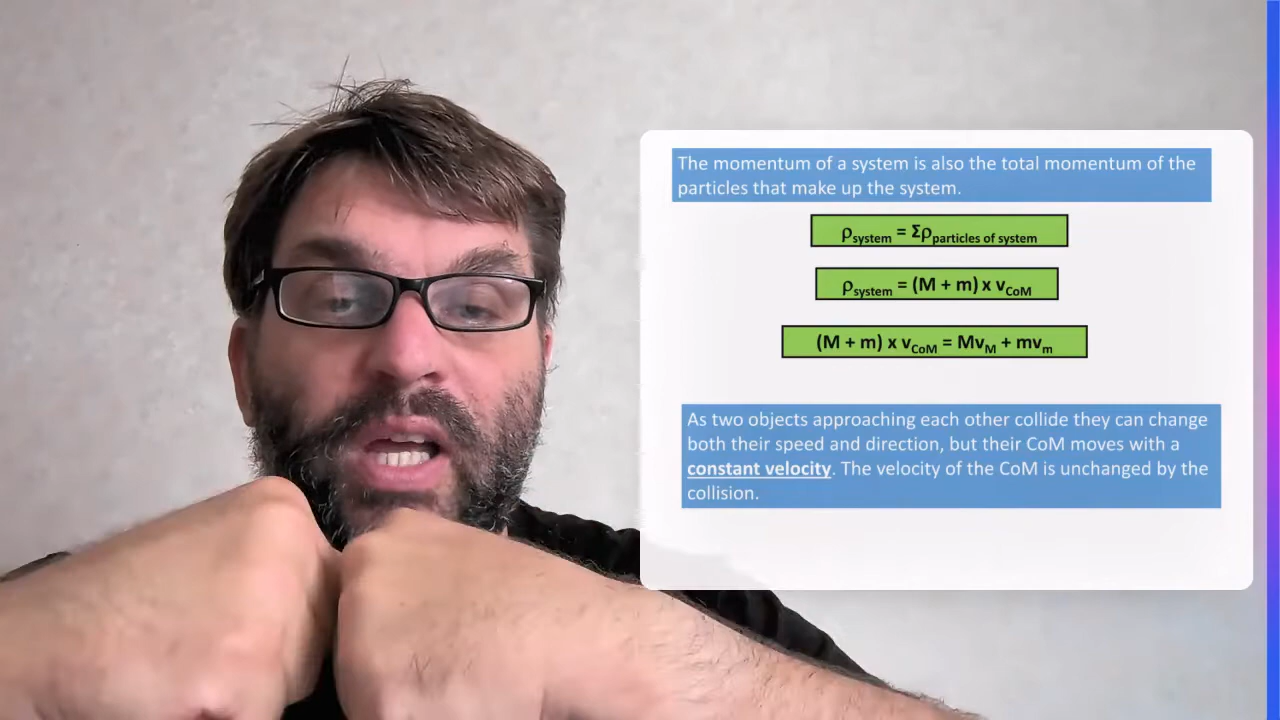 The momentum of a system is also the total momentum of the
particles that make up the system.
ρsystem = Σρparticles of system
ρsystem = (M + m) x vCoM
(M + m) x vCoM = MvM + mvm
As two objects approaching each other collide they can change
both their speed and direction, but their CoM moves with a
constant velocity. The velocity of the CoM is unchanged by the
collision.